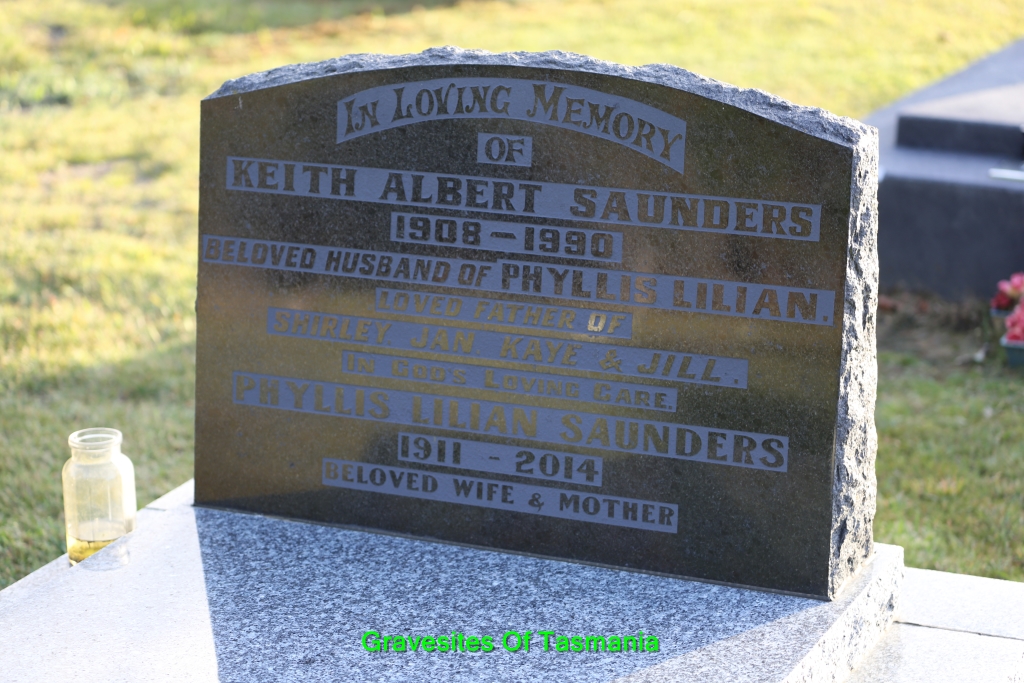 IN LOVING MEMORY
OF
KEITH ALBERT SAUNDERS
1908 - 1990
BELOVED HUSBAND OF PHYLLIS LILIAN.
LOVED FATHER OF
SHIRLEY JAN KAYE & JILL.
IN GODS LOVING CARE.
PHYLLIS LILIAN SAUNDERS
1911 - 2014
BELOVED WIFE & MOTHER
Gravesites Of Tasmania